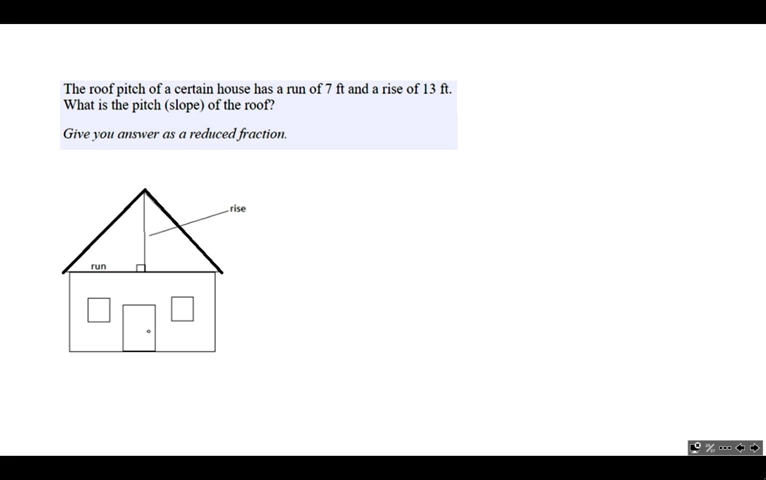 The roof pitch of a certain house has a run of 7 ft and a rise of 13 ft.
What is the pitch (slope) of the roof?
Give you answer as a reduced fraction.
rise
run